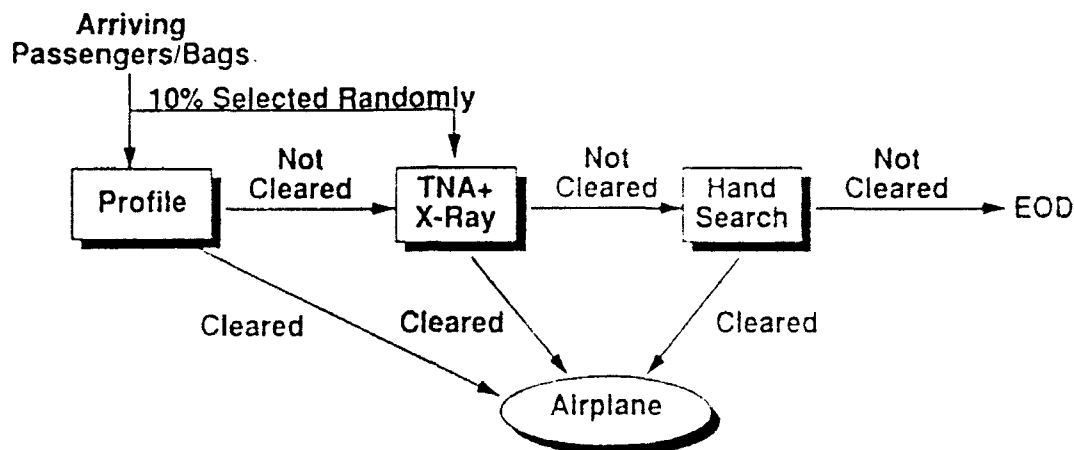 Arriving
Passengers/Bags
10% Selected Randomly
Not
Cleared
Not
Cleared
Not
Cleared
Profile
TNA+
X-Ray
Hand
Search
EOD
Cleared
Cleared
Cleared
Airplane